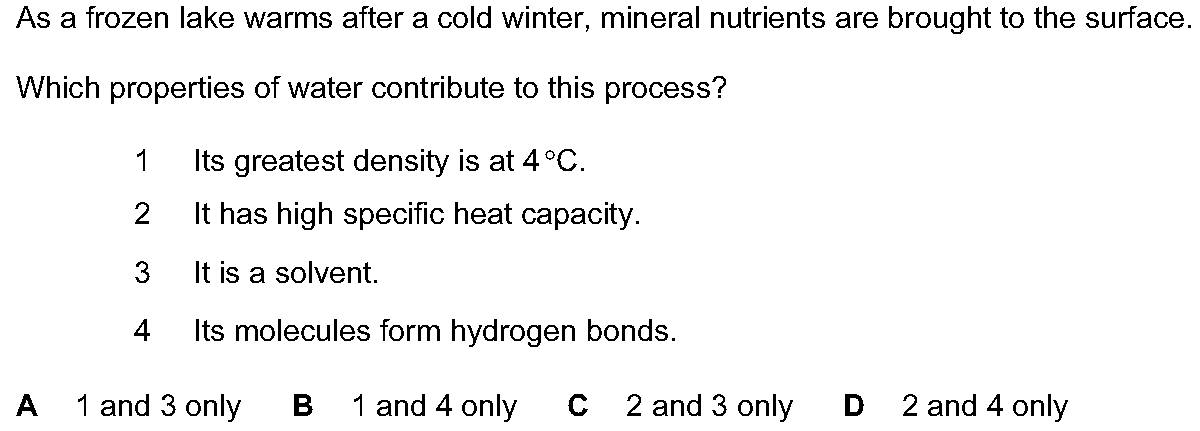 As a frozen lake warms after a cold winter, mineral nutrients are brought to the surface.
Which properties of water contribute to this process?
1 Its greatest density is at 4 °C.
2 It has high specific heat capacity.
3 It is a solvent.
4 Its molecules form hydrogen bonds.
A 1 and 3 only B 1 and 4 only C 2 and 3 only D 2 and 4 only